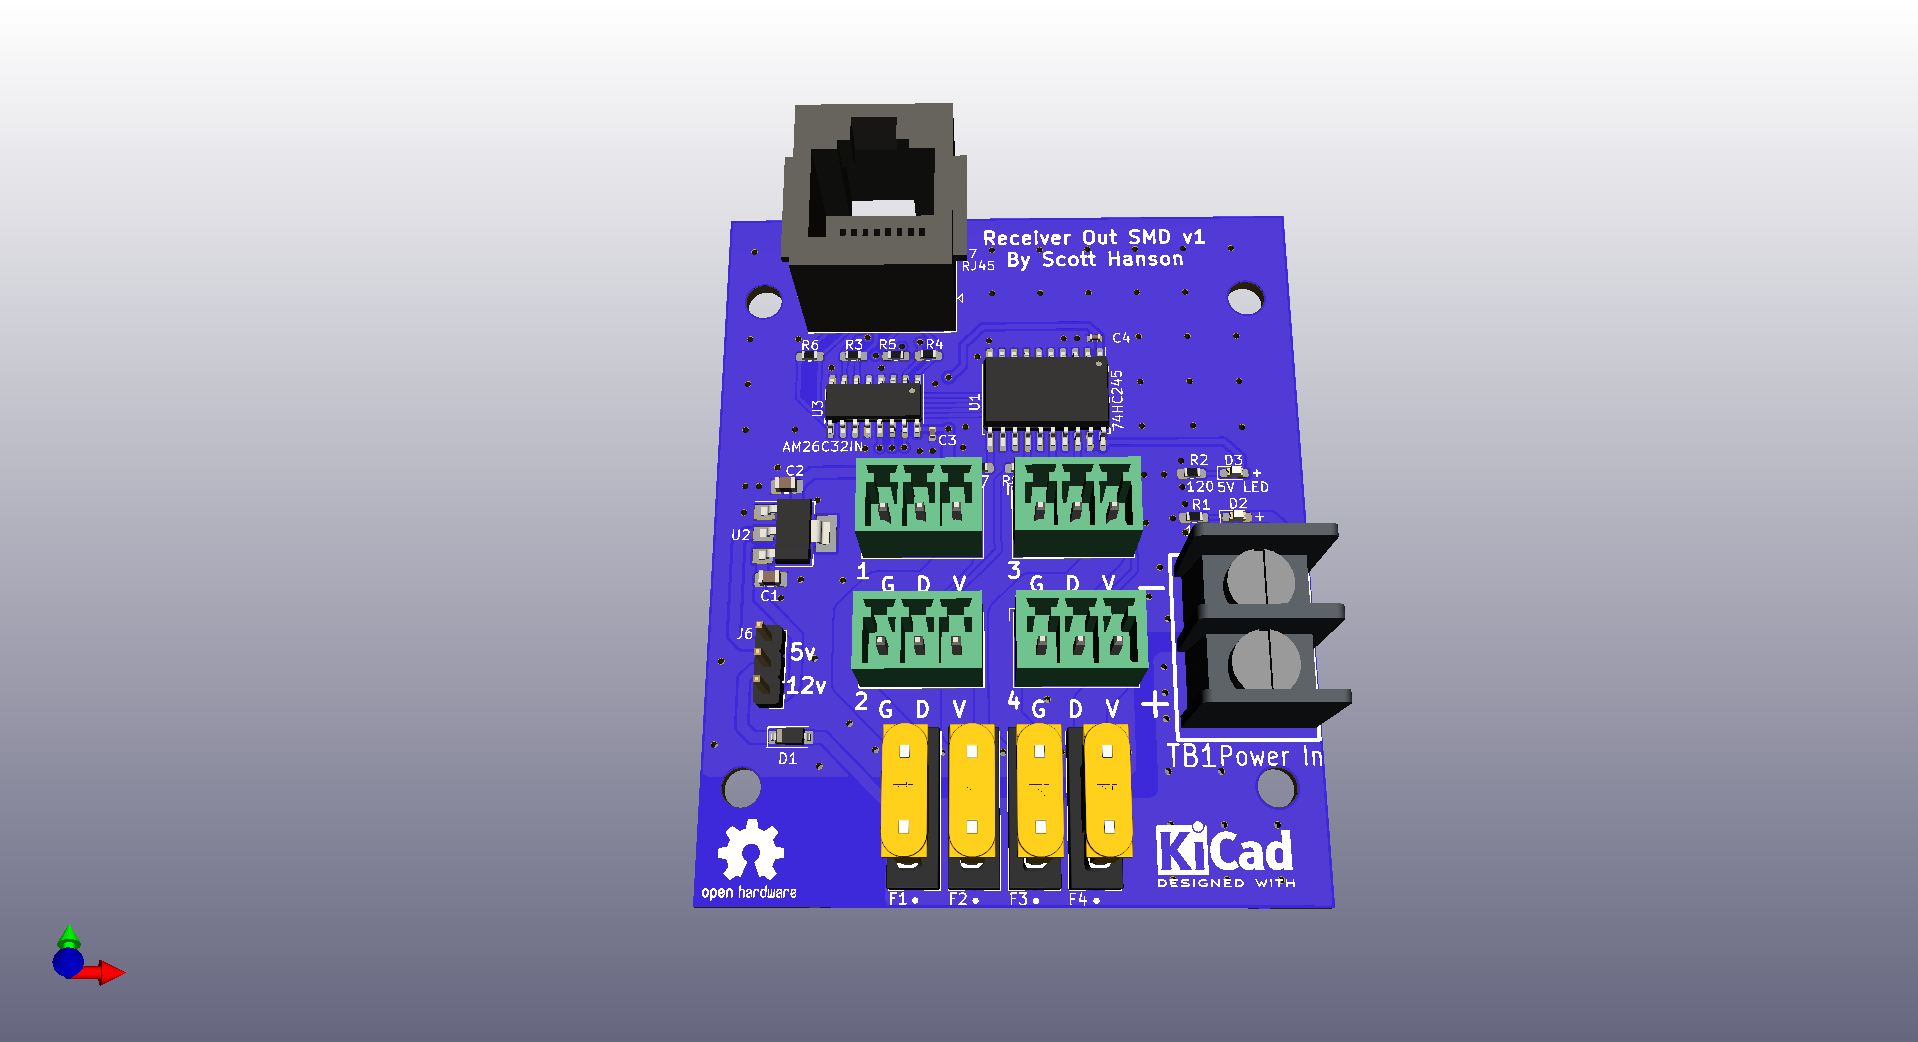 Receiver Out SMD v1
By Scott Hanson
7
RJ45
C4
R6 R3 R5 R4
U3
U1
74HC245
AM26C32IN
C3
C2
7
R2 D3 +
120 5V LED
R1 D2 +
U2
C1
1 G D V
3 G D V
−
J6
5v
12v
2 G D V
4 G D V
+
D1
TB1 Power In
open hardware
KiCad
DESIGNED WITH
F1 F2 F3 F4